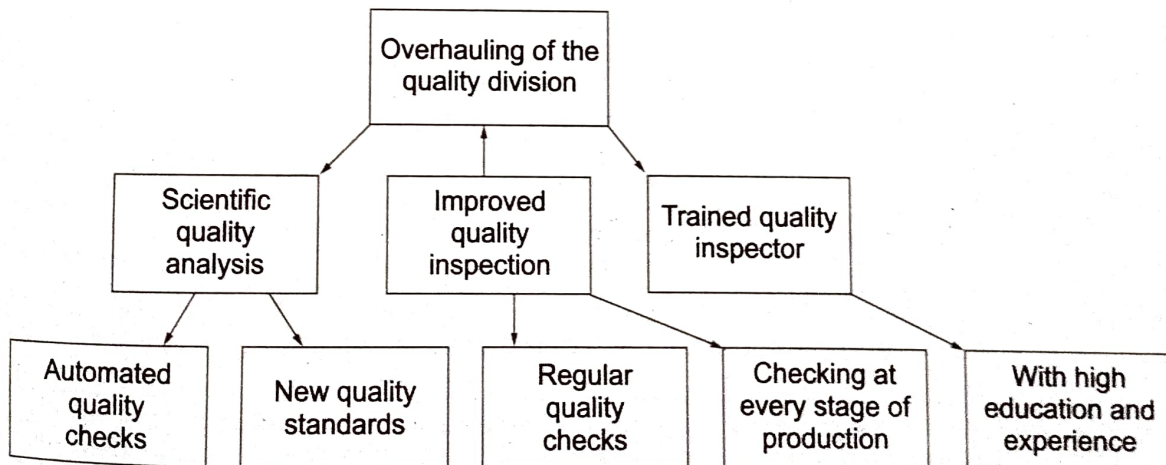 Overhauling of the
quality division
Scientific
quality
analysis
Improved
quality
inspection
Trained quality
inspector
Automated
quality
checks
New quality
standards
Regular
quality
checks
Checking at
every stage of
production
With high
education and
experience